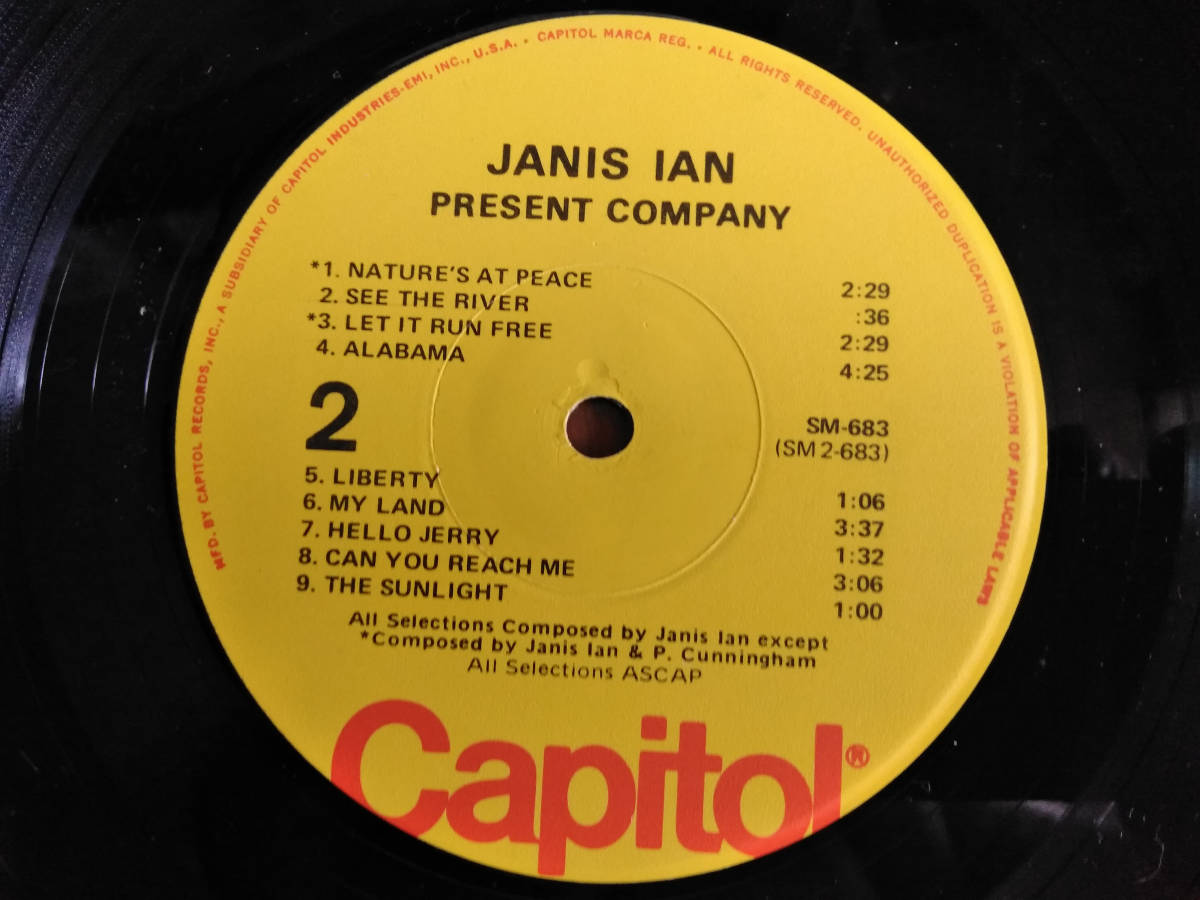 MFD. BY CAPITOL RECORDS, INC., A SUBSIDIARY OF CAPITOL INDUSTRIES-EMI, INC., U.S.A. • CAPITOL MARCA REG. • ALL RIGHTS RESERVED. UNAUTHORIZED DUPLICATION IS A VIOLATION OF APPLICABLE LAWS
JANIS IAN
PRESENT COMPANY
*1. NATURE'S AT PEACE 2:29
2. SEE THE RIVER :36
*3. LET IT RUN FREE 2:29
4. ALABAMA 4:25
2
SM-683
(SM 2-683)
5. LIBERTY 1:06
6. MY LAND 3:37
7. HELLO JERRY 1:32
8. CAN YOU REACH ME 3:06
9. THE SUNLIGHT 1:00
All Selections Composed by Janis Ian except
*Composed by Janis Ian & P. Cunningham
All Selections ASCAP
Capitol®